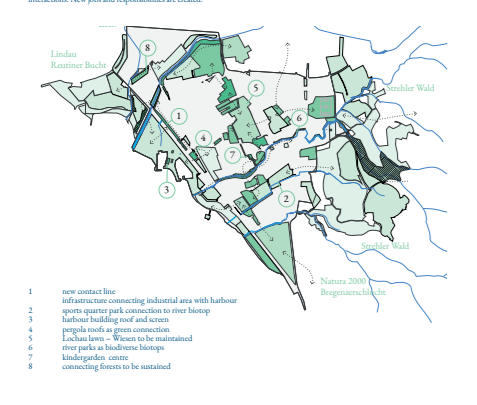 Lindau
Reutiner Bucht
8
5
Strehler Wald
1
6
4
7
3
2
Strehler Wald
Natura 2000
Bregenzerschlucht
1 new contact line
infrastructure connecting industrial area with harbour
2 sports quarter park connection to river biotop
3 harbour building roof and screen
4 pergola roofs as green connection
5 Lochau lawn – Wiesen to be maintained
6 river parks as biodiverse biotops
7 kindergarden centre
8 connecting forests to be sustained